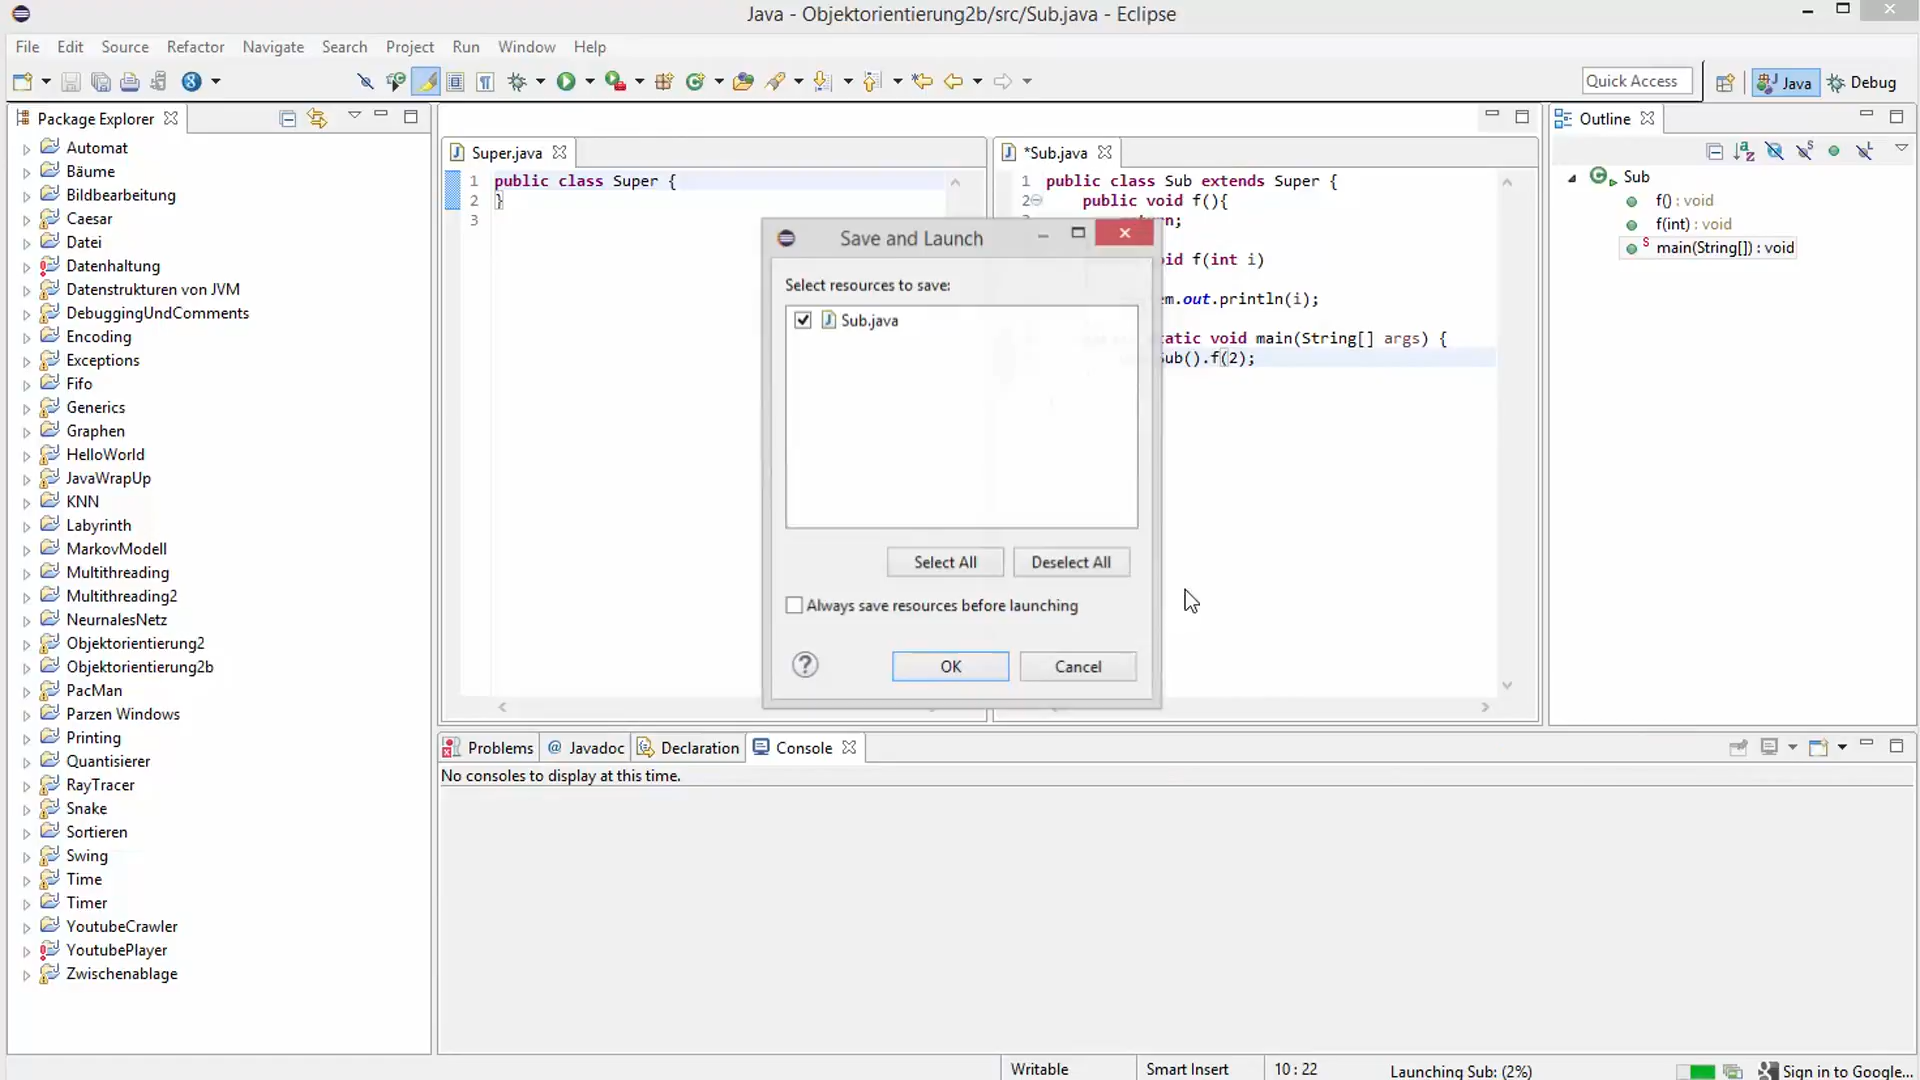 Java - Objektorientierung2b/src/Sub.java - Eclipse
File Edit Source Refactor Navigate Search Project Run Window Help
Quick Access
Java
Debug
Package Explorer
Automat
Bäume
Bildbearbeitung
Caesar
Datei
Datenhaltung
Datenstrukturen von JVM
DebuggingUndComments
Encoding
Exceptions
Fifo
Generics
Graphen
HelloWorld
JavaWrapUp
KNN
Labyrinth
MarkovModell
Multithreading
Multithreading2
NeurnalesNetz
Objektorientierung2
Objektorientierung2b
PacMan
Parzen Windows
Printing
Quantisierer
RayTracer
Snake
Sortieren
Swing
Time
Timer
YoutubeCrawler
YoutubePlayer
Zwischenablage
Super.java
1 public class Super {
2 }
3
*Sub.java
1 public class Sub extends Super {
2 public void f(){
n;
id f(int i)
m.out.println(i);
tatic void main(String[] args) {
Sub().f(2);
Save and Launch
Select resources to save:
Sub.java
Select All
Deselect All
Always save resources before launching
OK
Cancel
Outline
Sub
f() : void
f(int) : void
main(String[]) : void
Problems
@ Javadoc
Declaration
Console
No consoles to display at this time.
Writable
Smart Insert
10 : 22
Launching Sub: (2%)
Sign in to Google...